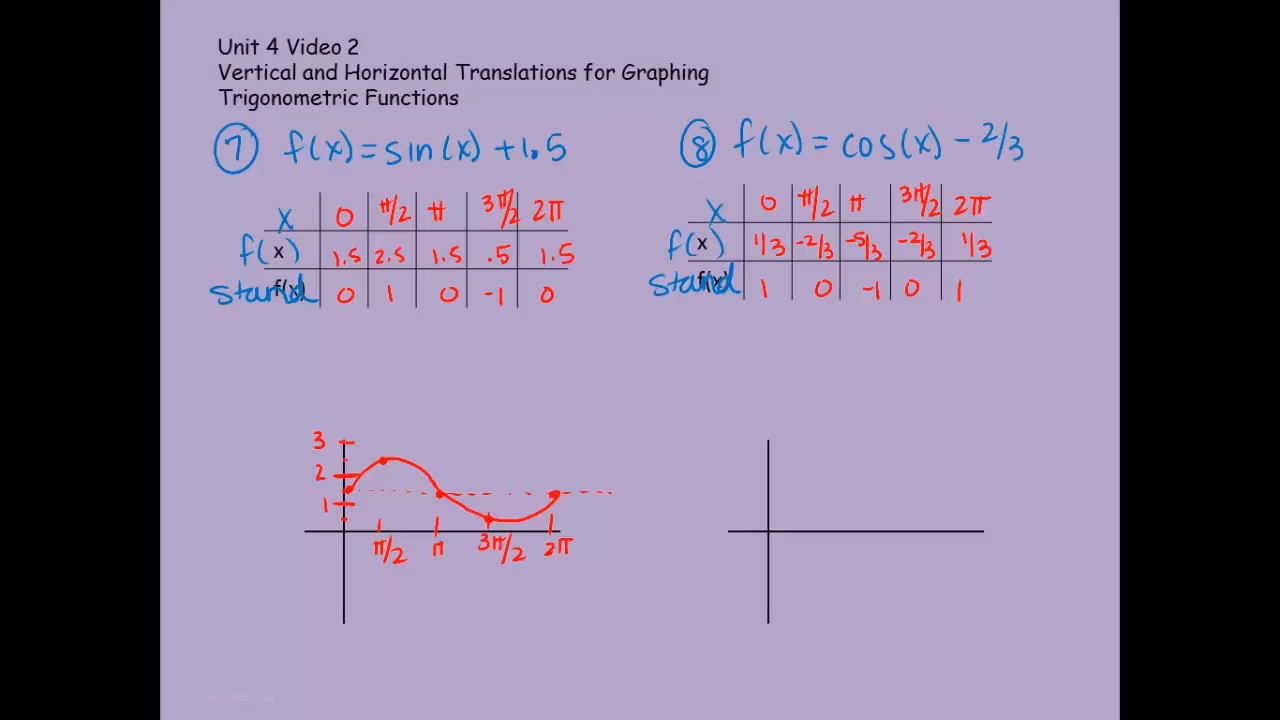 Unit 4 Video 2
Vertical and Horizontal Translations for Graphing
Trigonometric Functions
7 f(x) = sin(x) + 1.5
x 0 π/2 π 3π/2 2π
f(x) 1.5 2.5 1.5 .5 1.5
stand f(x) 0 1 0 -1 0
3
2
1
π/2 π 3π/2 2π
8 f(x) = cos(x) - 2/3
x 0 π/2 π 3π/2 2π
f(x) 1/3 -2/3 -5/3 -2/3 1/3
stand f(x) 1 0 -1 0 1